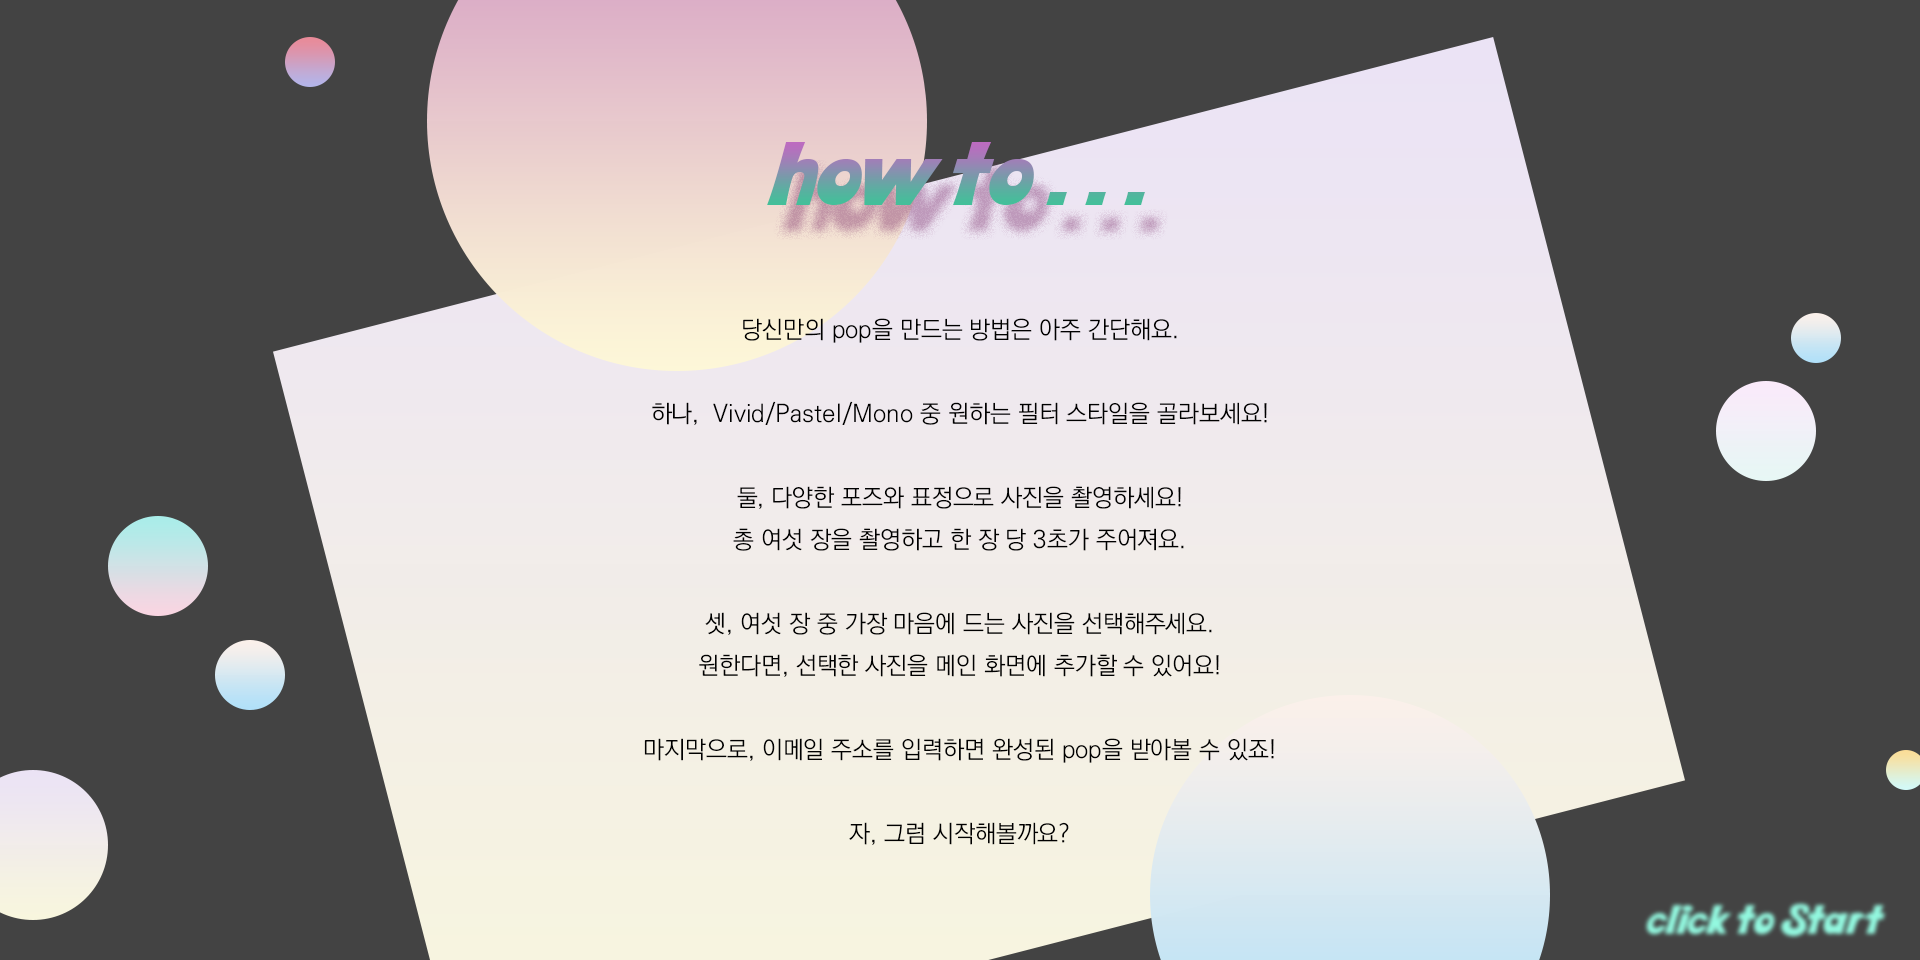 how to...
당신만의 pop을 만드는 방법은 아주 간단해요.
하나,  Vivid/Pastel/Mono 중 원하는 필터 스타일을 골라보세요!
둘, 다양한 포즈와 표정으로 사진을 촬영하세요!
총 여섯 장을 촬영하고 한 장 당 3초가 주어져요.
셋, 여섯 장 중 가장 마음에 드는 사진을 선택해주세요.
원한다면, 선택한 사진을 메인 화면에 추가할 수 있어요!
마지막으로, 이메일 주소를 입력하면 완성된 pop을 받아볼 수 있죠!
자, 그럼 시작해볼까요?
click to Start